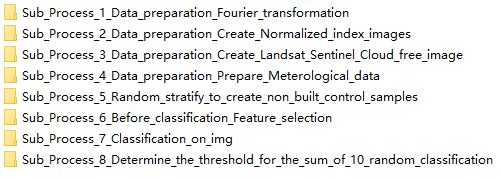 Sub_Process_1_Data_preparation_Fourier_transformation
Sub_Process_2_Data_preparation_Create_Normalized_index_images
Sub_Process_3_Data_preparation_Create_Landsat_Sentinel_Cloud_free_image
Sub_Process_4_Data_preparation_Prepare_Meterological_data
Sub_Process_5_Random_stratify_to_create_non_built_control_samples
Sub_Process_6_Before_classification_Feature_selection
Sub_Process_7_Classification_on_img
Sub_Process_8_Determine_the_threshold_for_the_sum_of_10_random_classification